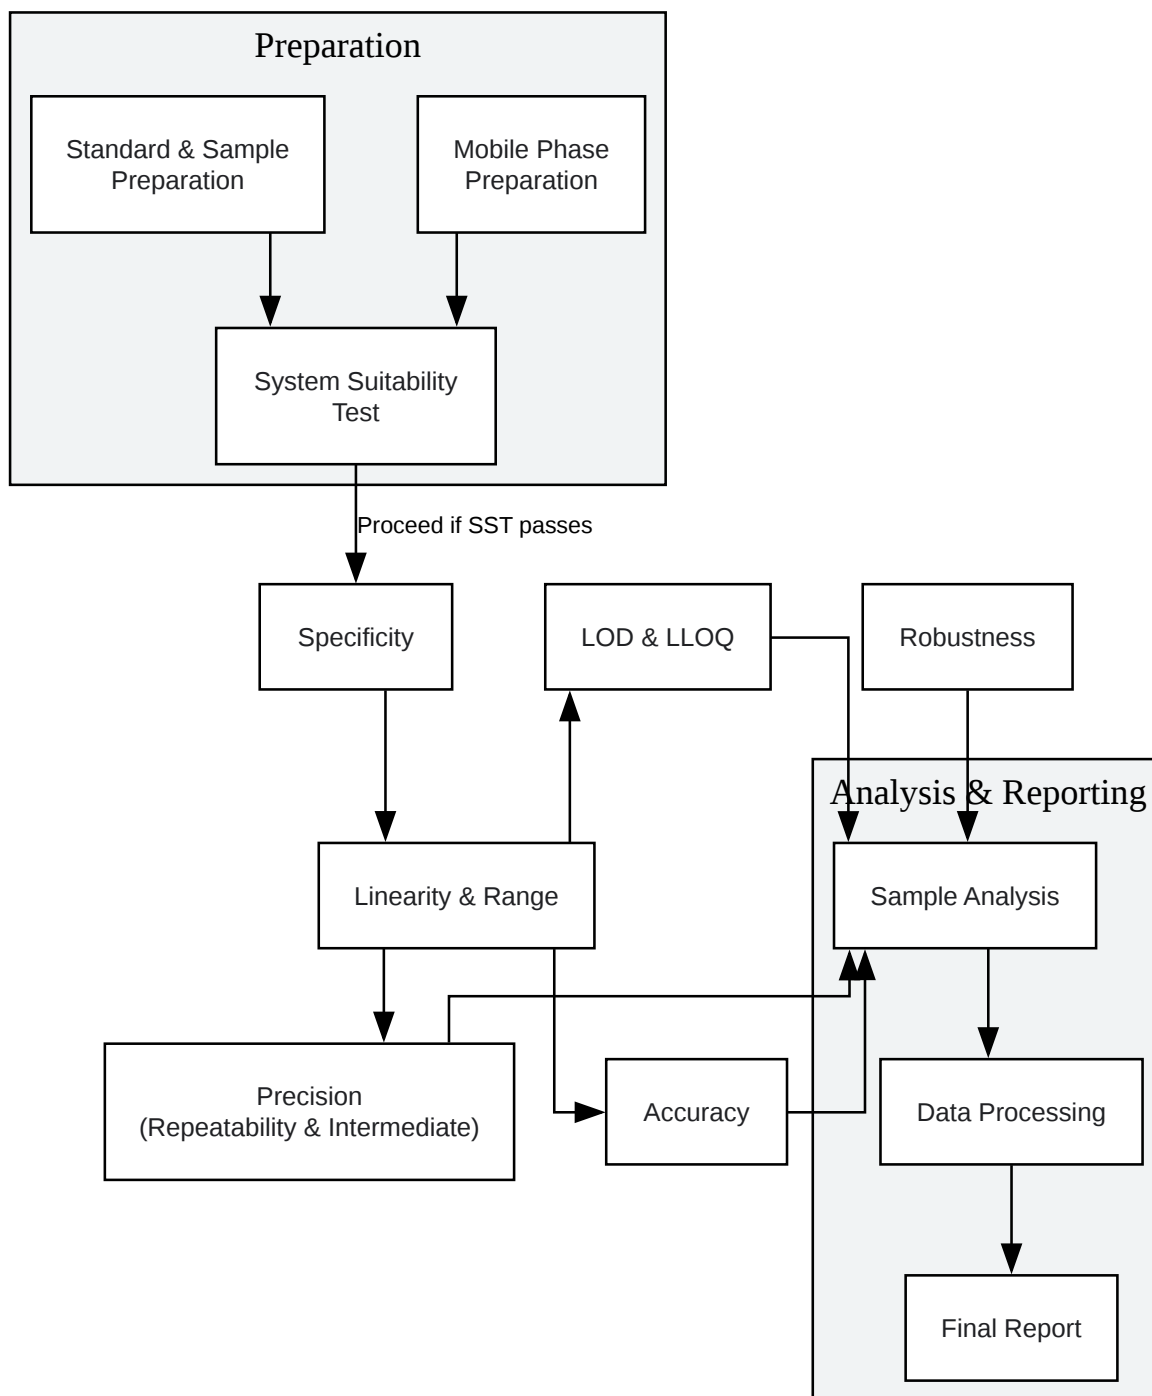 Preparation
Standard & Sample
Preparation
Mobile Phase
Preparation
System Suitability
Test
Proceed if SST passes
Specificity
LOD & LLOQ
Robustness
Analysis & Reporting
Linearity & Range
Sample Analysis
Precision
(Repeatability & Intermediate)
Accuracy
Data Processing
Final Report